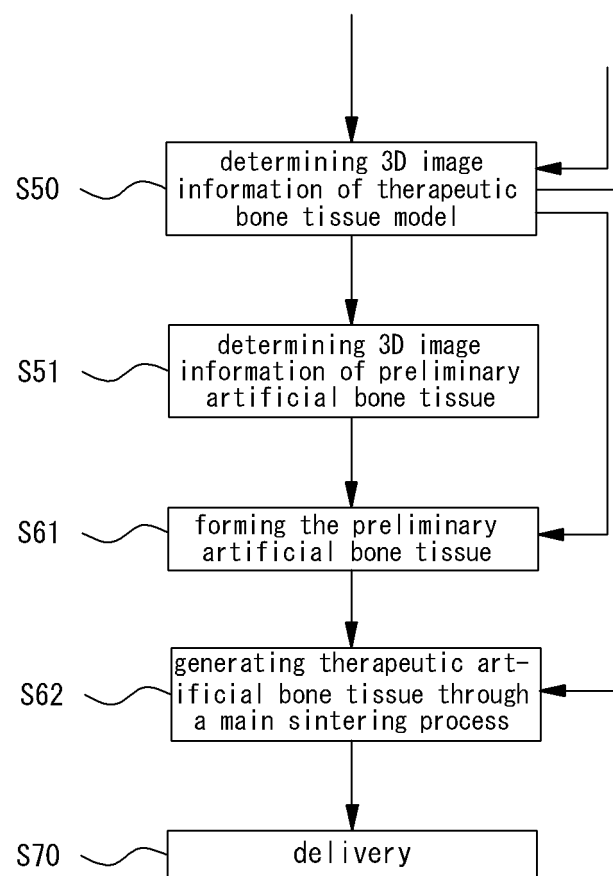 S50
determining 3D image
information of therapeutic
bone tissue model
S51
determining 3D image
information of preliminary
artificial bone tissue
S61
forming the preliminary
artificial bone tissue
S62
generating therapeutic art-
ificial bone tissue through
a main sintering process
S70
delivery